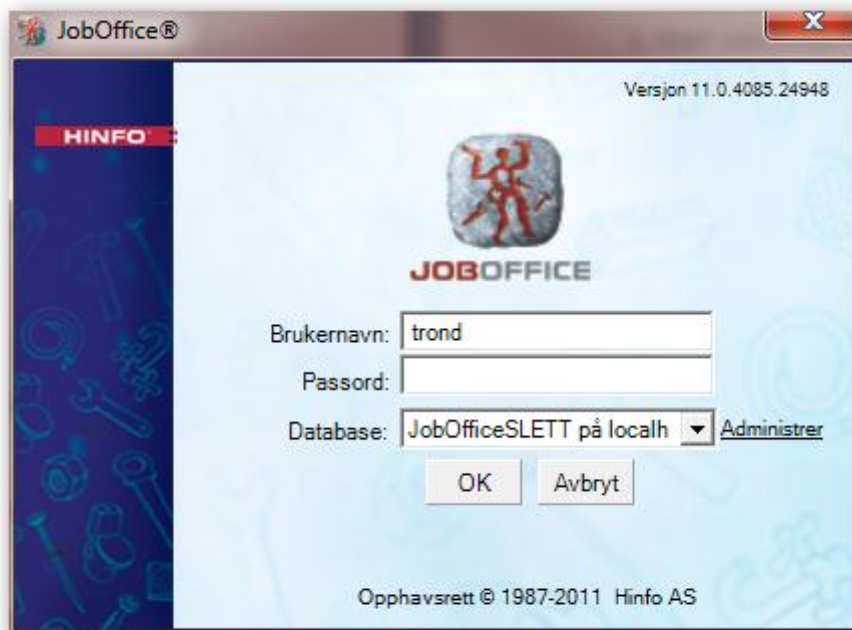 JobOffice®
Versjon 11.0.4085.24948
HINFO
JOBOFFICE
Brukernavn: trond
Passord:
Database: JobOfficeSLETT på localh Administrer
OK Avbryt
Opphavsrett © 1987-2011 Hinfo AS